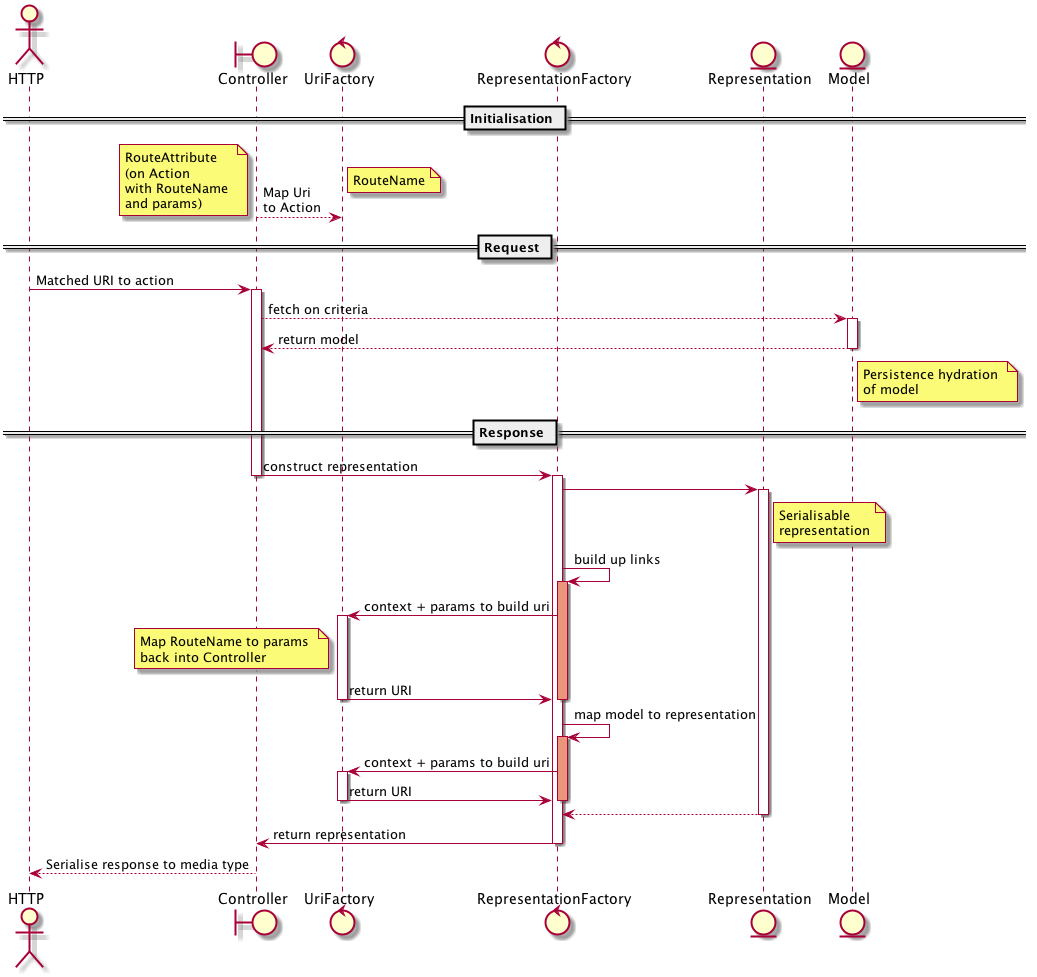 HTTP
Controller
UriFactory
RepresentationFactory
Representation
Model
Initialisation
RouteAttribute
(on Action
with RouteName
and params)
Map Uri
to Action
RouteName
Request
Matched URI to action
fetch on criteria
return model
Persistence hydration
of model
Response
construct representation
Serialisable
representation
build up links
context + params to build uri
Map RouteName to params
back into Controller
return URI
map model to representation
context + params to build uri
return URI
return representation
Serialise response to media type
HTTP
Controller
UriFactory
RepresentationFactory
Representation
Model